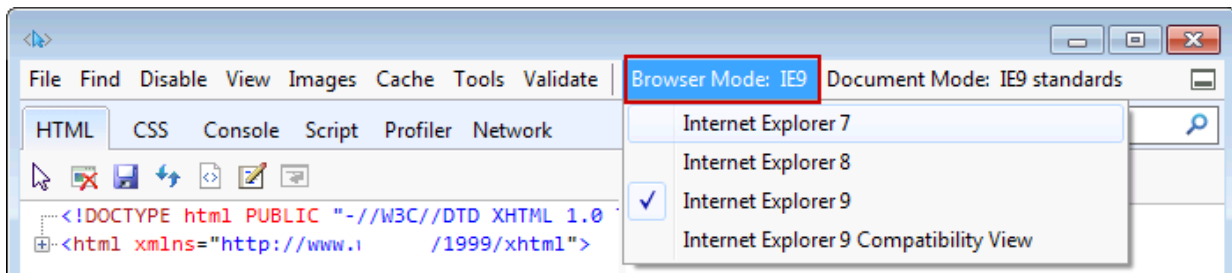 File Find Disable View Images Cache Tools Validate Browser Mode: IE9 Document Mode: IE9 standards
HTML CSS Console Script Profiler Network
Internet Explorer 7
Internet Explorer 8
Internet Explorer 9
Internet Explorer 9 Compatibility View
<!DOCTYPE html PUBLIC "-//W3C//DTD XHTML 1.0
<html xmlns="http://www. /1999/xhtml">